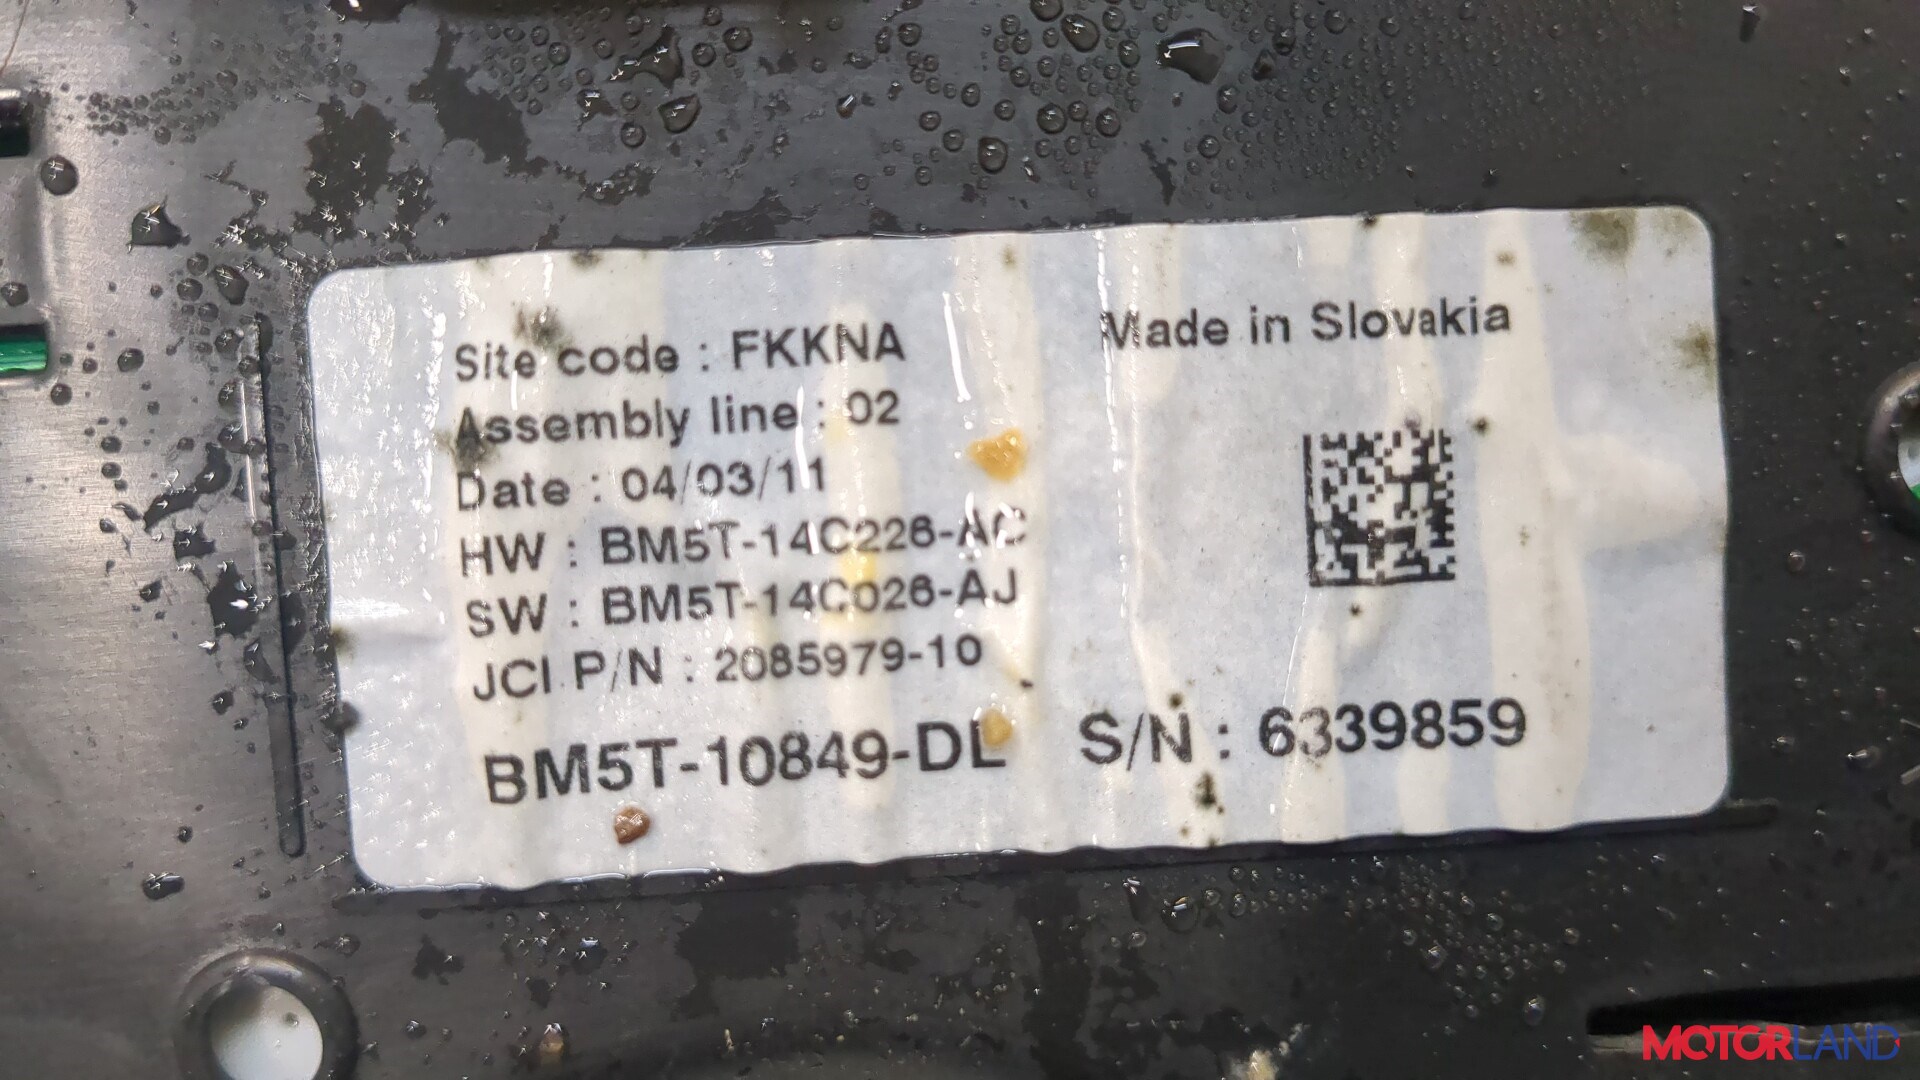 Site code : FKKNA
Made in Slovakia
Assembly line : 02
Date : 04/03/11
HW : BM5T-14C226-AC
SW : BM5T-14C026-AJ
JCI P/N : 2085979-10
BM5T-10849-DL
S/N : 6339859
MOTORLAND